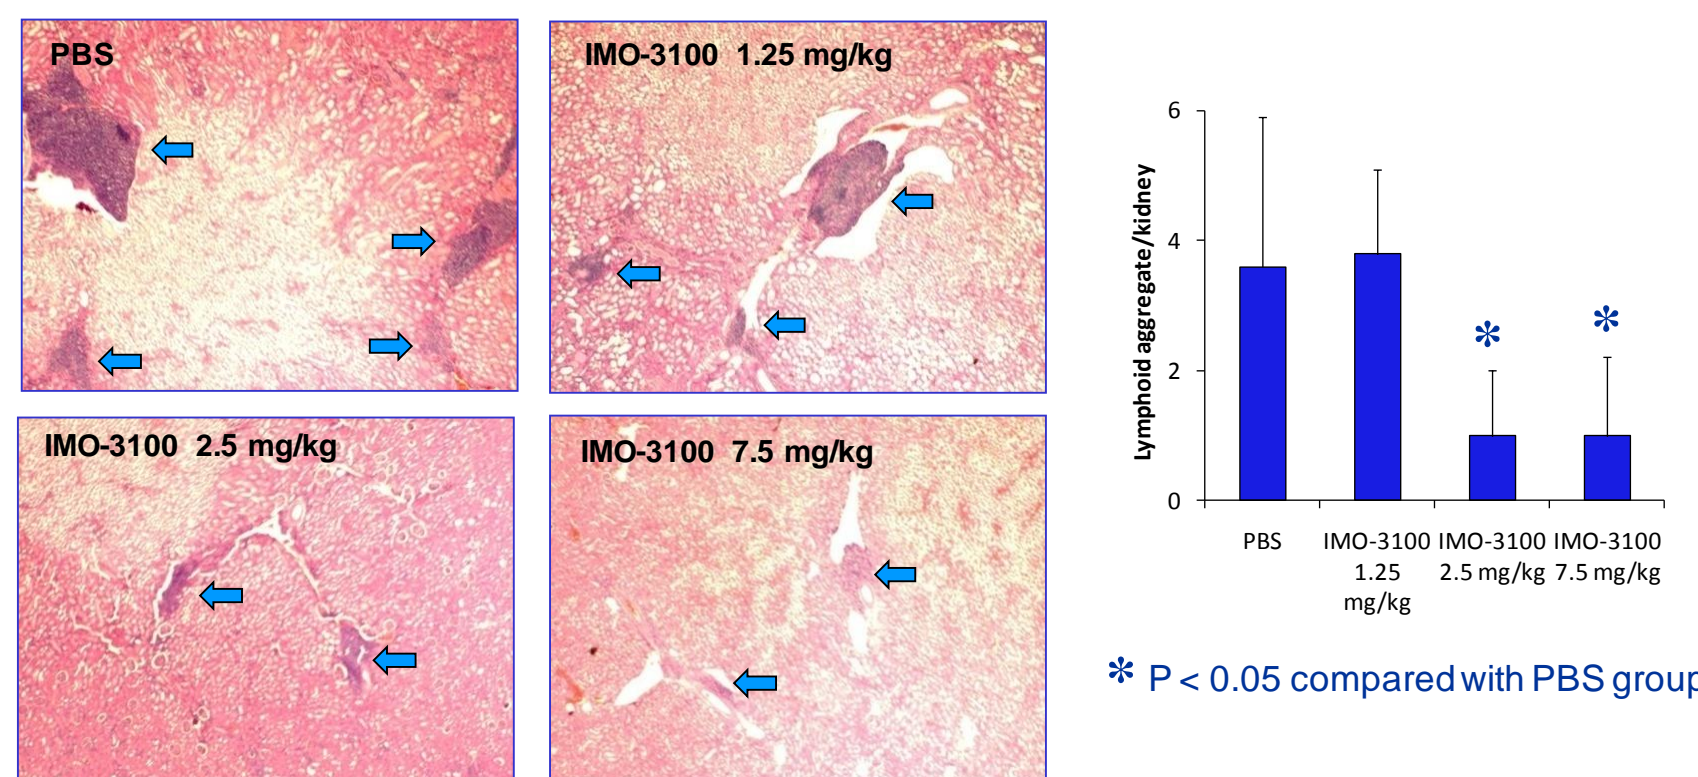 PBS
IMO-3100 1.25 mg/kg
IMO-3100 2.5 mg/kg
IMO-3100 7.5 mg/kg
Lymphoid aggregate/kidney
6
4
2
0
PBS
IMO-3100
1.25
mg/kg
IMO-3100
2.5 mg/kg
IMO-3100
7.5 mg/kg
*
*
* P < 0.05 compared with PBS group